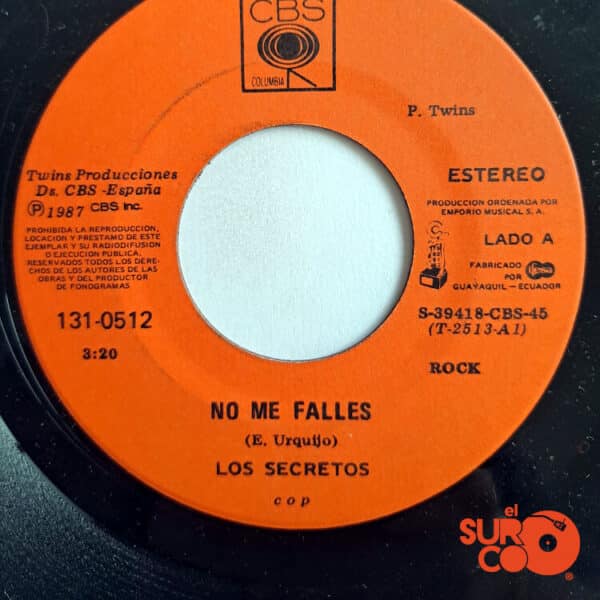 CBS
COLUMBIA
P. Twins
Twins Producciones
Ds. CBS -España
Ⓟ1987 CBS Inc.
PROHIBIDA LA REPRODUCCION,
LOCACION Y PRESTAMO DE ESTE
EJEMPLAR Y SU RADIODIFUSION
O EJECUCION PUBLICA.
RESERVADOS TODOS LOS DERE-
CHOS DE LOS AUTORES DE LAS
OBRAS Y DEL PRODUCTOR
DE FONOGRAMAS
131-0512
3:20
ESTEREO
PRODUCCION ORDENADA POR
EMPORIO MUSICAL S. A.
LADO A
FABRICADO
POR
GUAYAQUIL - ECUADOR
S-39418-CBS-45
(T-2513-A1)
ROCK
NO ME FALLES
(E. Urquijo)
LOS SECRETOS
cop
el
SURCO
®